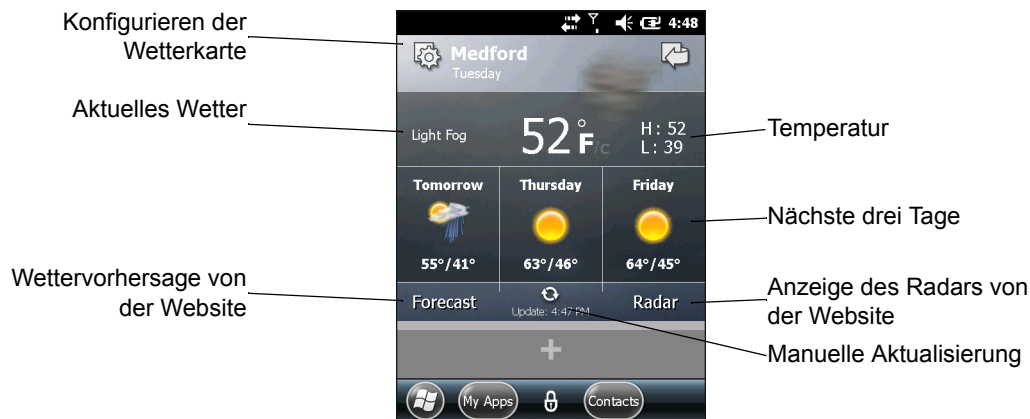 Konfigurieren der
Wetterkarte
Aktuelles Wetter
Wettervorhersage von
der Website
4:48
Medford
Tuesday
Light Fog
52°F/C
H: 52
L: 39
Tomorrow
Thursday
Friday
55°/41°
63°/46°
64°/45°
Forecast
Update: 4:47 PM
Radar
+
My Apps
Contacts
Temperatur
Nächste drei Tage
Anzeige des Radars von
der Website
Manuelle Aktualisierung